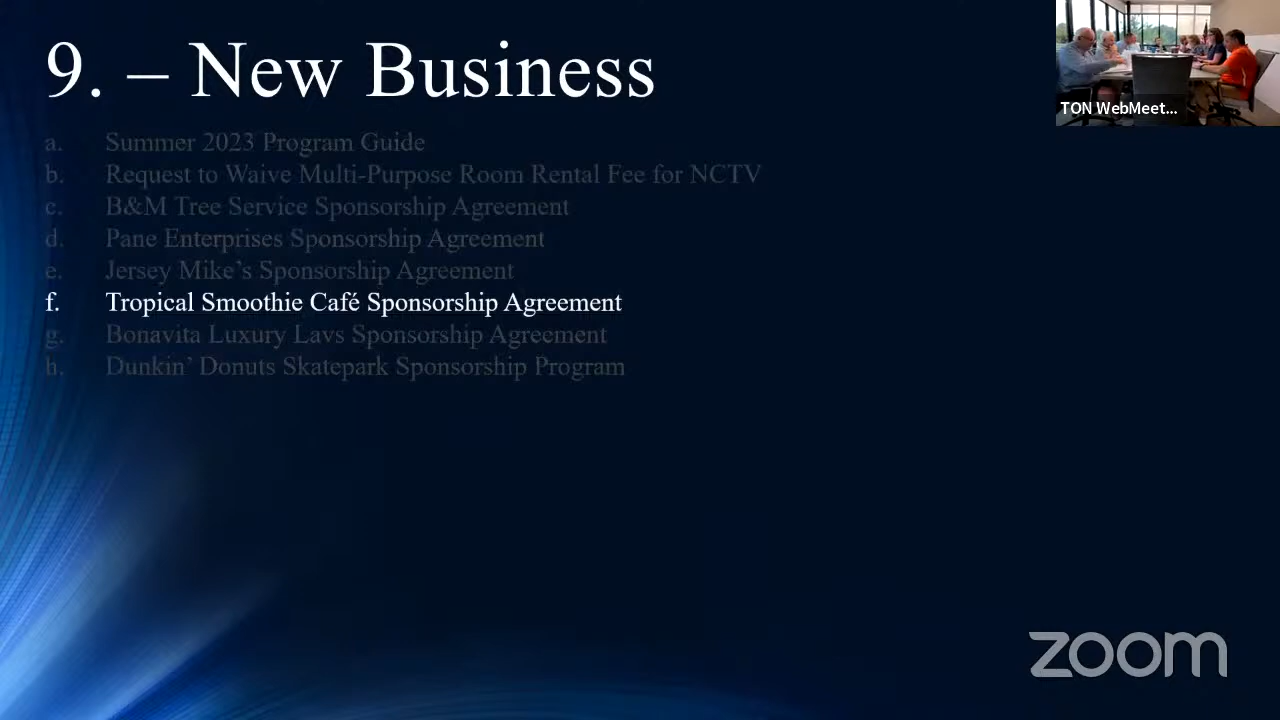 9. – New Business
a. Summer 2023 Program Guide
b. Request to Waive Multi-Purpose Room Rental Fee for NCTV
c. B&M Tree Service Sponsorship Agreement
d. Pane Enterprises Sponsorship Agreement
e. Jersey Mike’s Sponsorship Agreement
f. Tropical Smoothie Café Sponsorship Agreement
g. Bonavita Luxury Lavs Sponsorship Agreement
h. Dunkin’ Donuts Skatepark Sponsorship Program
TON WebMeet...
zoom